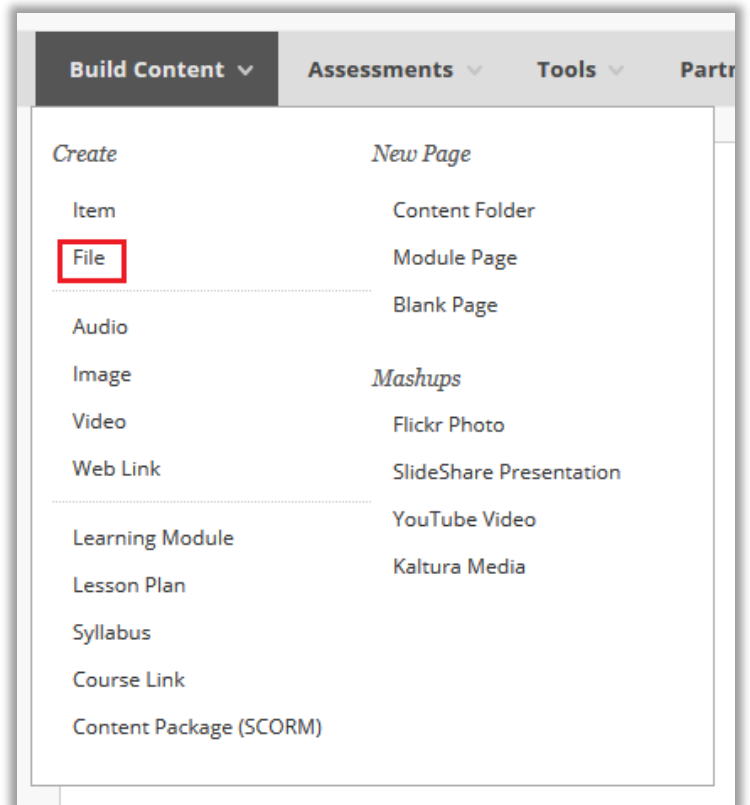 Build Content Assessments Tools Partr
Create
Item
File
Audio
Image
Video
Web Link
Learning Module
Lesson Plan
Syllabus
Course Link
Content Package (SCORM)
New Page
Content Folder
Module Page
Blank Page
Mashups
Flickr Photo
SlideShare Presentation
YouTube Video
Kaltura Media